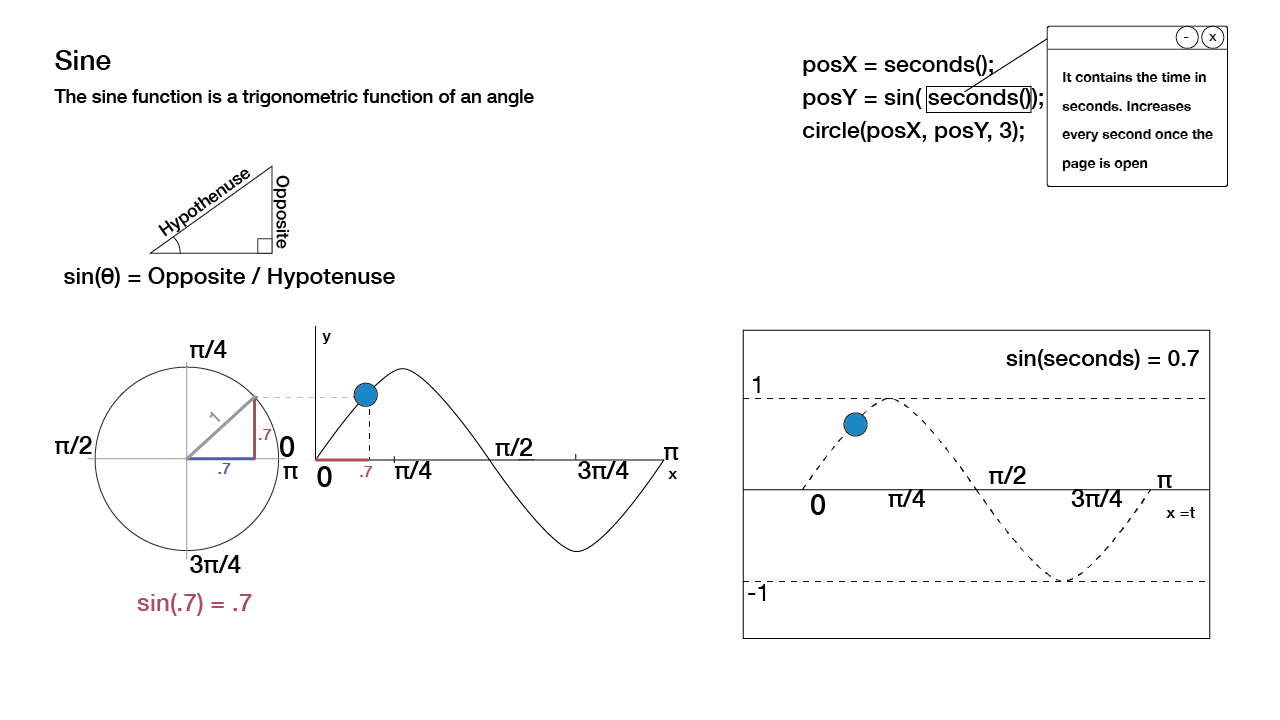 Sine
The sine function is a trigonometric function of an angle
Hypothenuse
Opposite
sin(θ) = Opposite / Hypotenuse
posX = seconds();
posY = sin( seconds());
circle(posX, posY, 3);
- x
It contains the time in
seconds. Increases
every second once the
page is open
π/4
π/2
1
.7
.7
0
π
3π/4
sin(.7) = .7
y
0
.7
π/4
π/2
3π/4
π
x
sin(seconds) = 0.7
1
0
π/4
π/2
3π/4
π
x =t
-1